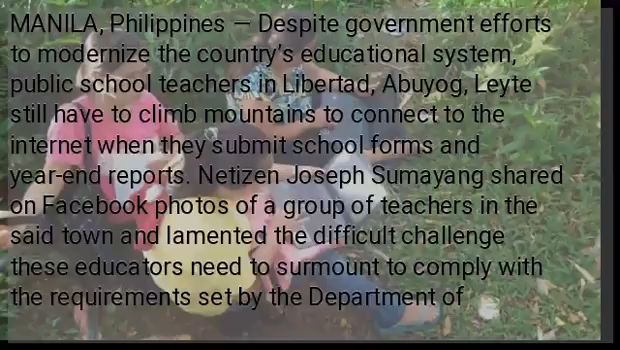 MANILA, Philippines — Despite government efforts
to modernize the country's educational system,
public school teachers in Libertad, Abuyog, Leyte
still have to climb mountains to connect to the
internet when they submit school forms and
year-end reports. Netizen Joseph Sumayang shared
on Facebook photos of a group of teachers in the
said town and lamented the difficult challenge
these educators need to surmount to comply with
the requirements set by the Department of